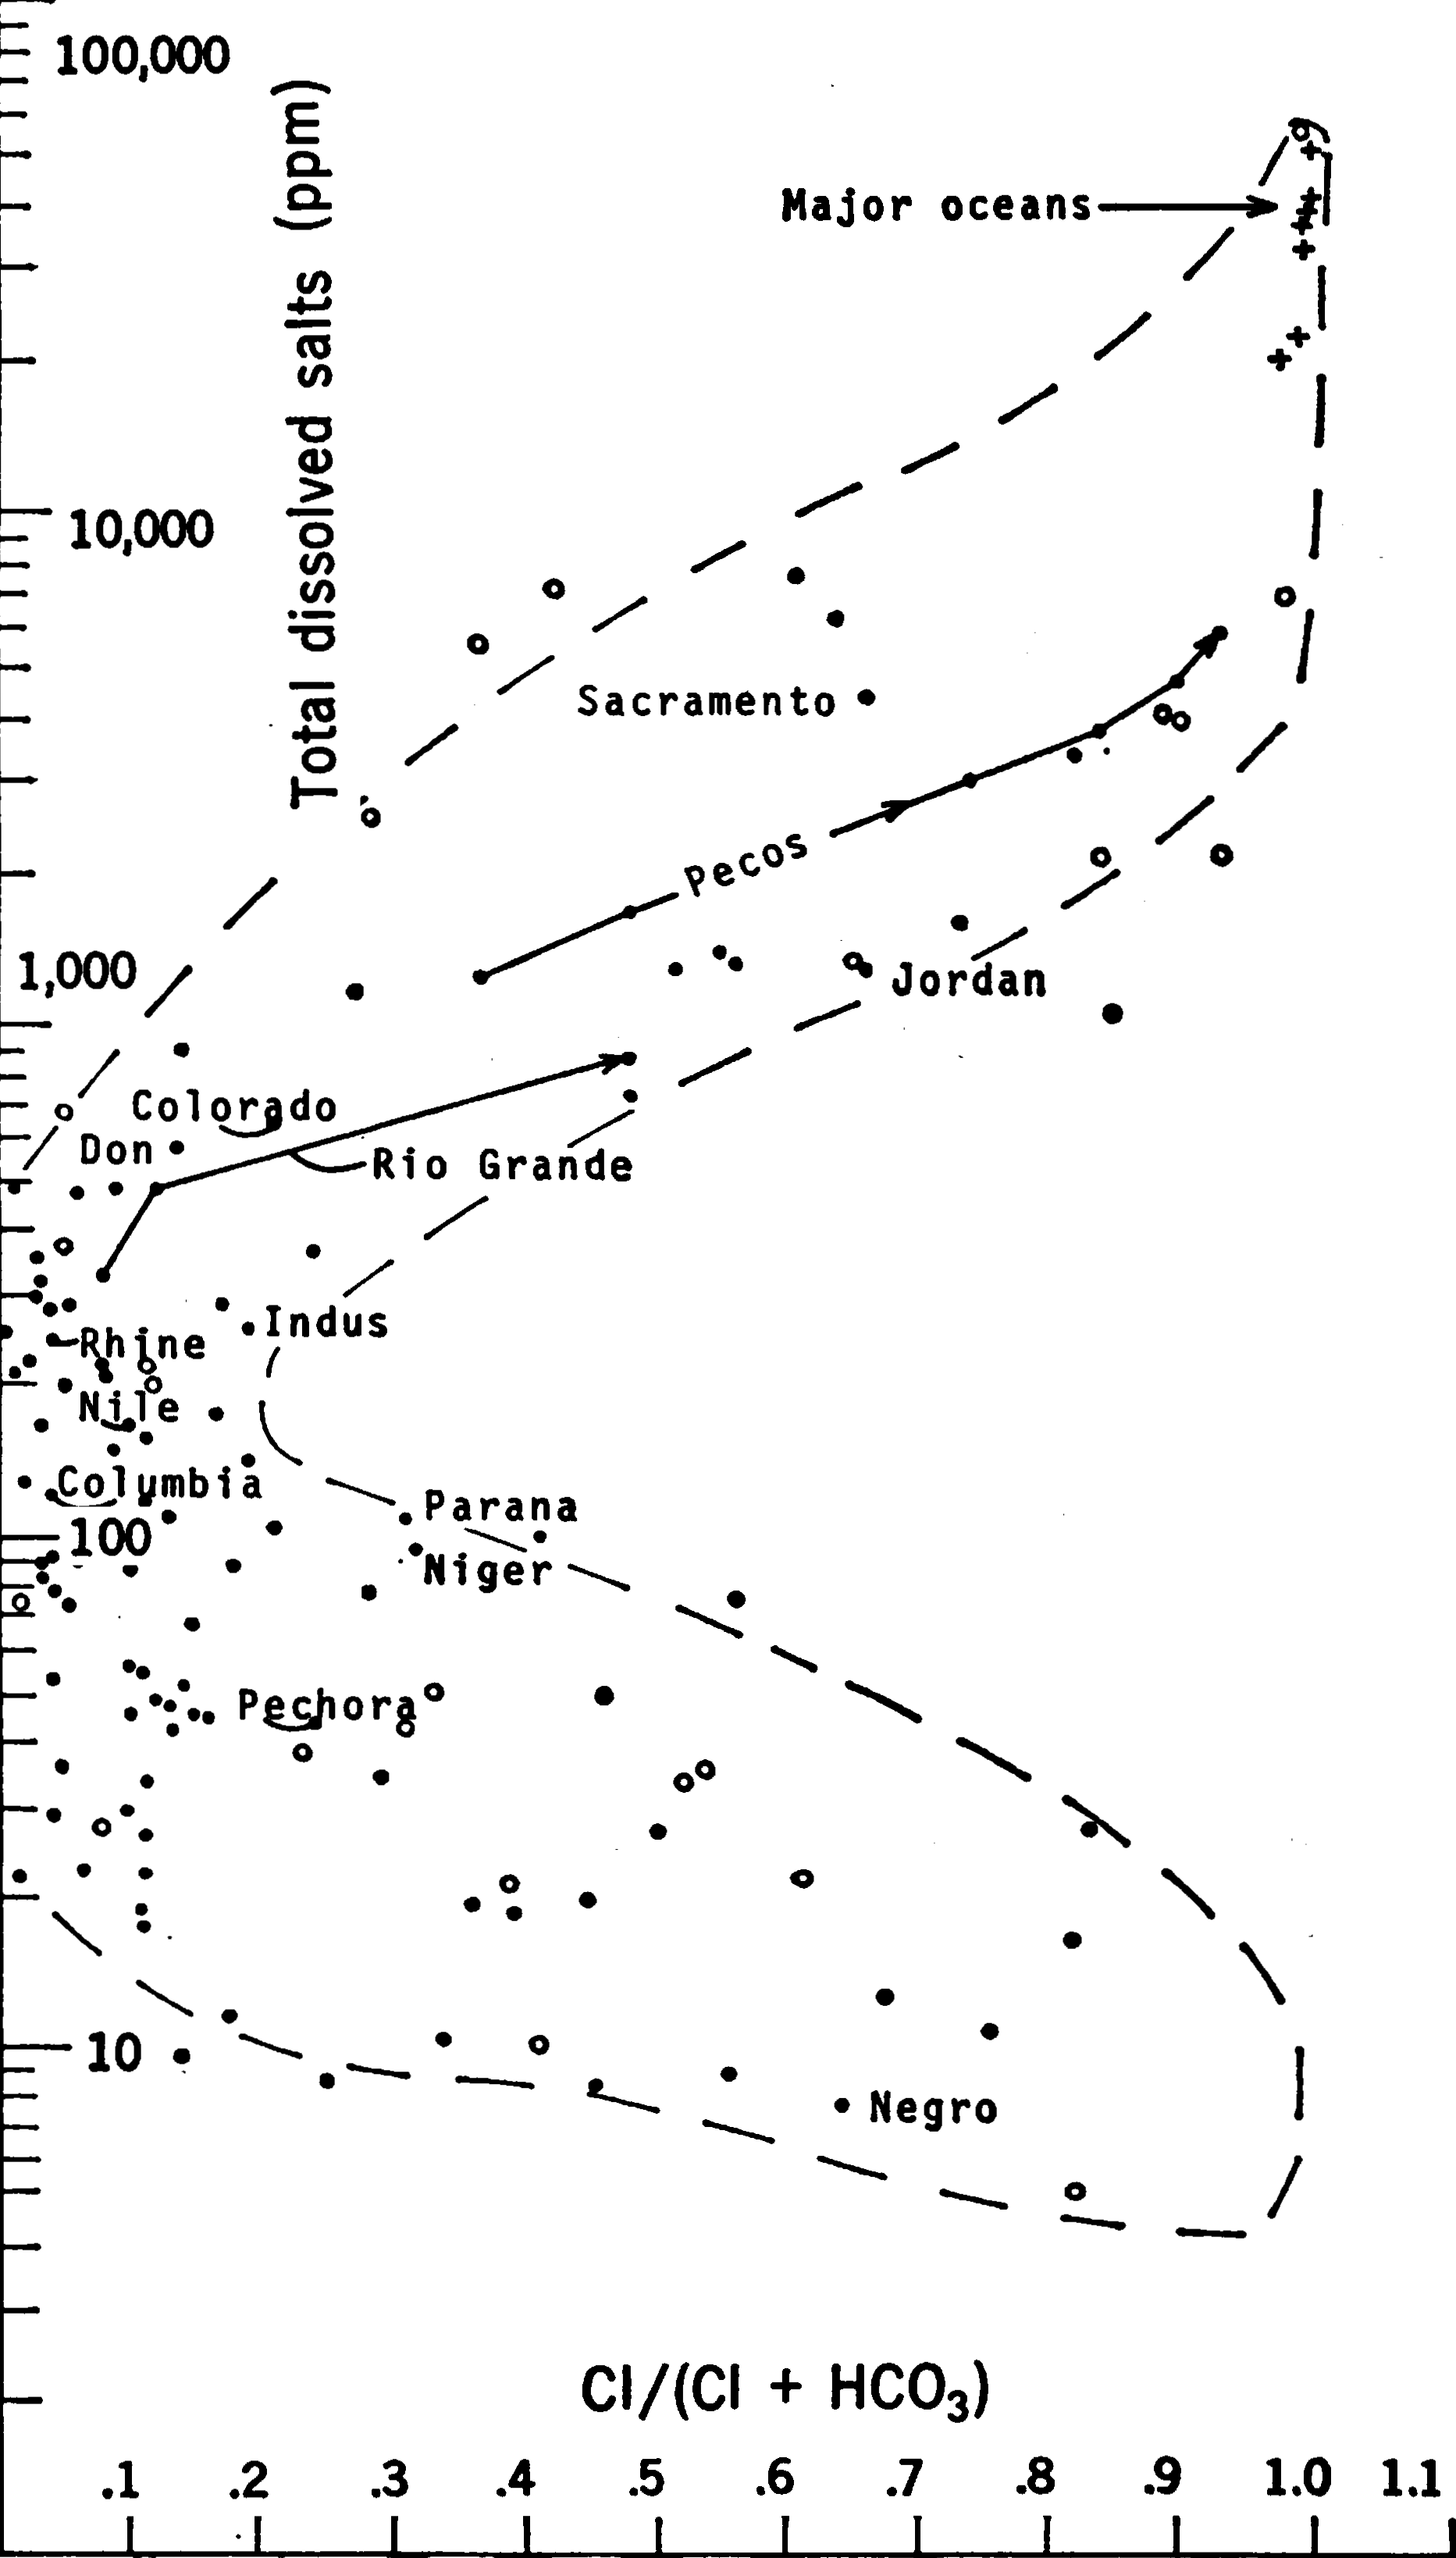 100,000
Total dissolved salts (ppm)
Major oceans
10,000
Sacramento
Pecos
1,000
Jordan
Colorado
Don
Rio Grande
Indus
Rhine
Nile
Columbia
Parana
100
Niger
Pechora
10
Negro
Cl/(Cl + HCO₃)
.1 .2 .3 .4 .5 .6 .7 .8 .9 1.0 1.1